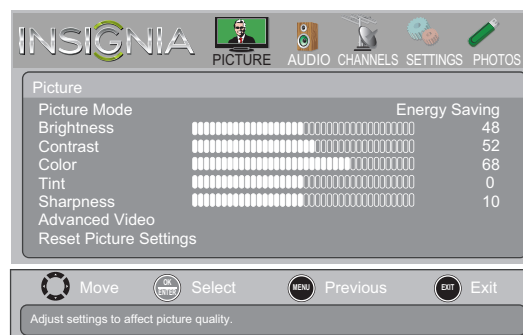 INSIGNIA
PICTURE AUDIO CHANNELS SETTINGS PHOTOS
Picture
Picture Mode Energy Saving
Brightness 48
Contrast 52
Color 68
Tint 0
Sharpness 10
Advanced Video
Reset Picture Settings
Move OK ENTER Select MENU Previous EXIT Exit
Adjust settings to affect picture quality.